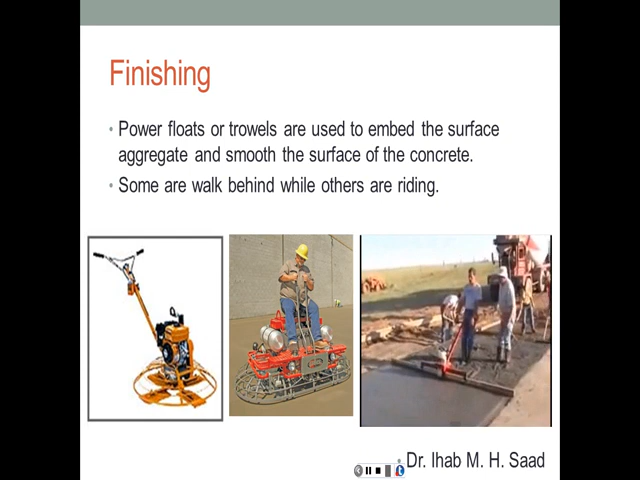 Finishing
• Power floats or trowels are used to embed the surface
aggregate and smooth the surface of the concrete.
• Some are walk behind while others are riding.
• Dr. Ihab M. H. Saad